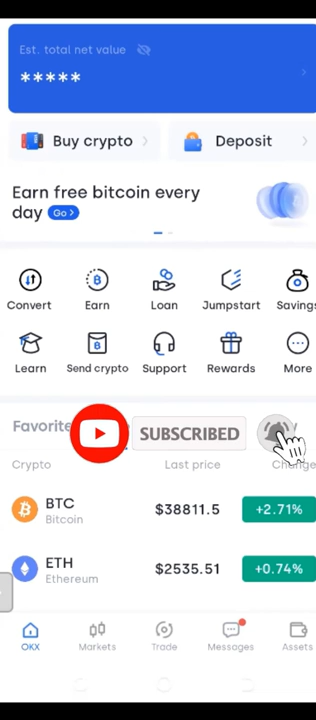 Est. total net value
*****
Buy crypto
Deposit
Earn free bitcoin every
day Go >
Convert
Earn
Loan
Jumpstart
Savings
Learn
Send crypto
Support
Rewards
More
SUBSCRIBED
Crypto
Last price
Change
BTC
Bitcoin
$38811.5
+2.71%
ETH
Ethereum
$2535.51
+0.74%
OKX
Markets
Trade
Messages
Assets